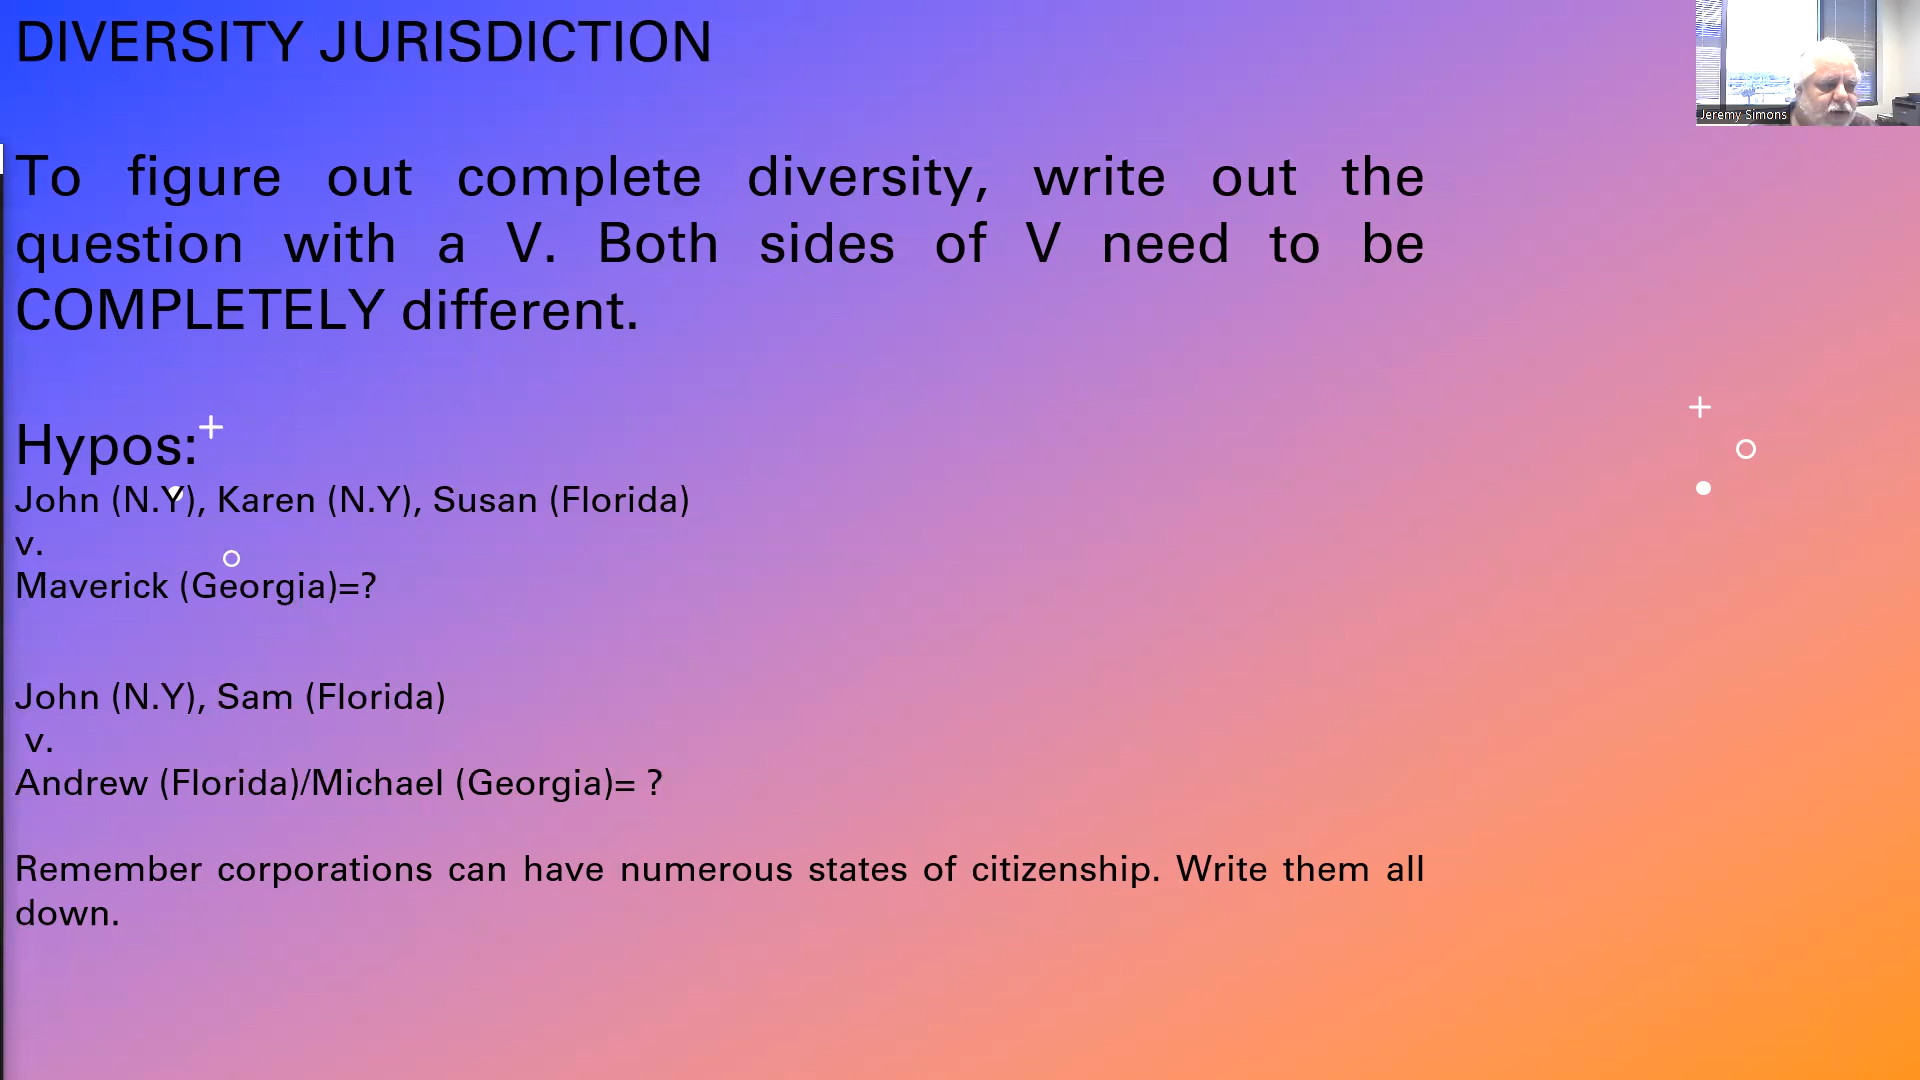 DIVERSITY JURISDICTION
Jeremy Simons
To figure out complete diversity, write out the
question with a V. Both sides of V need to be
COMPLETELY different.
Hypos:
John (N.Y), Karen (N.Y), Susan (Florida)
v.
Maverick (Georgia)=?
John (N.Y), Sam (Florida)
v.
Andrew (Florida)/Michael (Georgia)= ?
Remember corporations can have numerous states of citizenship. Write them all
down.